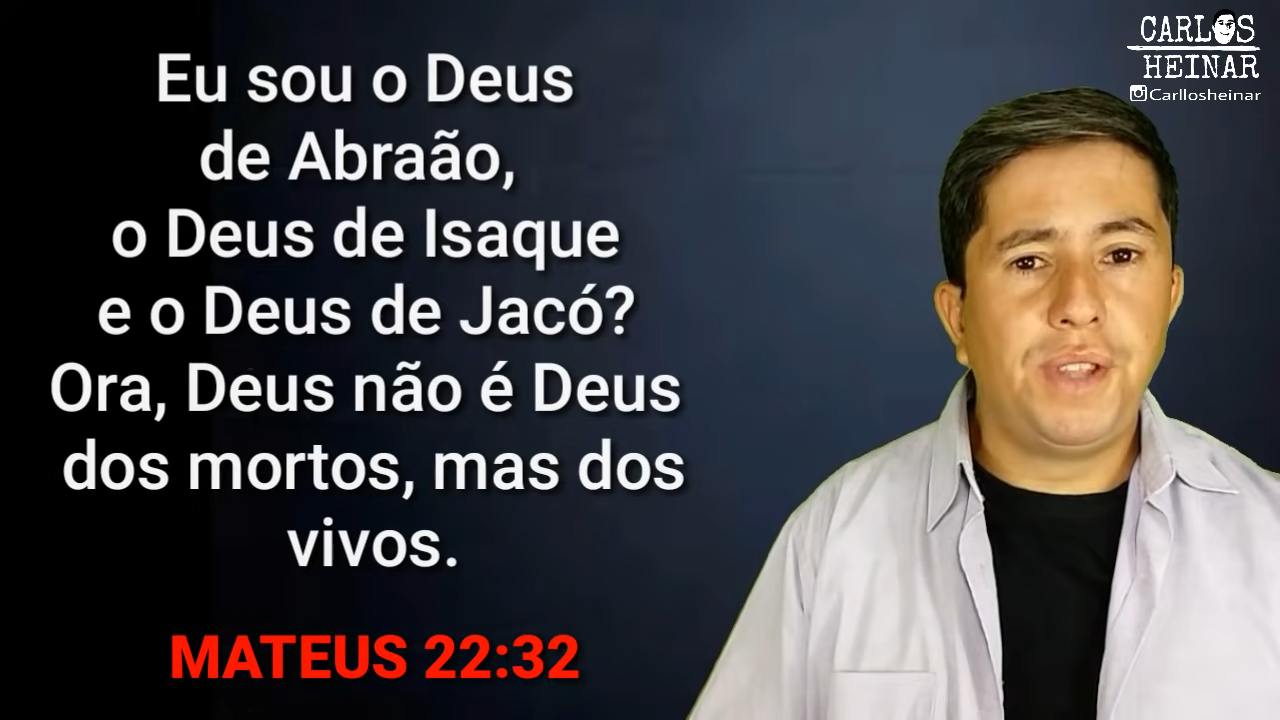 Eu sou o Deus
de Abraão,
o Deus de Isaque
e o Deus de Jacó?
Ora, Deus não é Deus
dos mortos, mas dos
vivos.
MATEUS 22:32
CARLOS
HEINAR
Carllosheinar